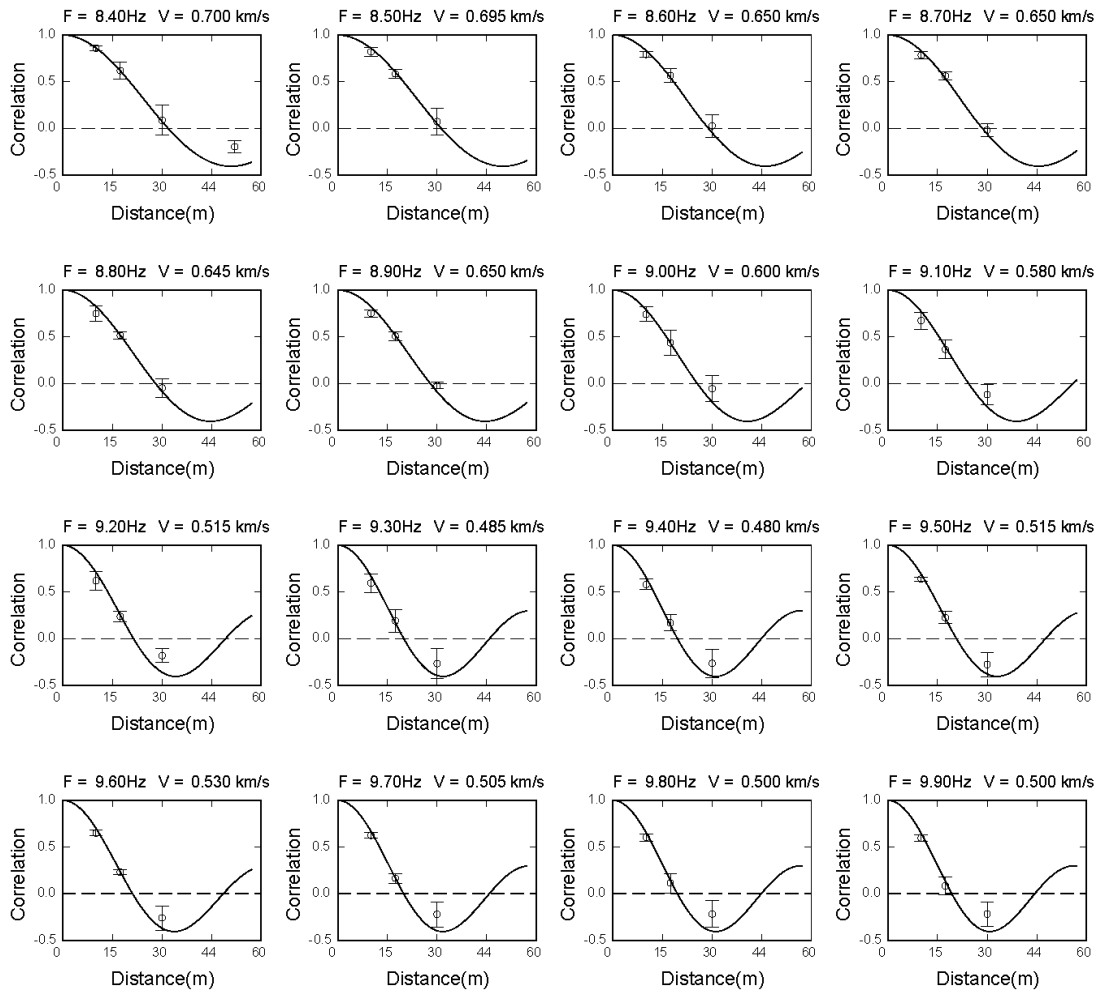 F = 8.40Hz V = 0.700 km/s
F = 8.50Hz V = 0.695 km/s
F = 8.60Hz V = 0.650 km/s
F = 8.70Hz V = 0.650 km/s
1.0 1.0 1.0 1.0
Correlation Correlation Correlation Correlation
0.5 0.5 0.5 0.5
0.0 0.0 0.0 0.0
-0.5 -0.5 -0.5 -0.5
0 15 30 44 60 0 15 30 44 60 0 15 30 44 60 0 15 30 44 60
Distance(m) Distance(m) Distance(m) Distance(m)
F = 8.80Hz V = 0.645 km/s
F = 8.90Hz V = 0.650 km/s
F = 9.00Hz V = 0.600 km/s
F = 9.10Hz V = 0.580 km/s
1.0 1.0 1.0 1.0
Correlation Correlation Correlation Correlation
0.5 0.5 0.5 0.5
0.0 0.0 0.0 0.0
-0.5 -0.5 -0.5 -0.5
0 15 30 44 60 0 15 30 44 60 0 15 30 44 60 0 15 30 44 60
Distance(m) Distance(m) Distance(m) Distance(m)
F = 9.20Hz V = 0.515 km/s
F = 9.30Hz V = 0.485 km/s
F = 9.40Hz V = 0.480 km/s
F = 9.50Hz V = 0.515 km/s
1.0 1.0 1.0 1.0
Correlation Correlation Correlation Correlation
0.5 0.5 0.5 0.5
0.0 0.0 0.0 0.0
-0.5 -0.5 -0.5 -0.5
0 15 30 44 60 0 15 30 44 60 0 15 30 44 60 0 15 30 44 60
Distance(m) Distance(m) Distance(m) Distance(m)
F = 9.60Hz V = 0.530 km/s
F = 9.70Hz V = 0.505 km/s
F = 9.80Hz V = 0.500 km/s
F = 9.90Hz V = 0.500 km/s
1.0 1.0 1.0 1.0
Correlation Correlation Correlation Correlation
0.5 0.5 0.5 0.5
0.0 0.0 0.0 0.0
-0.5 -0.5 -0.5 -0.5
0 15 30 44 60 0 15 30 44 60 0 15 30 44 60 0 15 30 44 60
Distance(m) Distance(m) Distance(m) Distance(m)